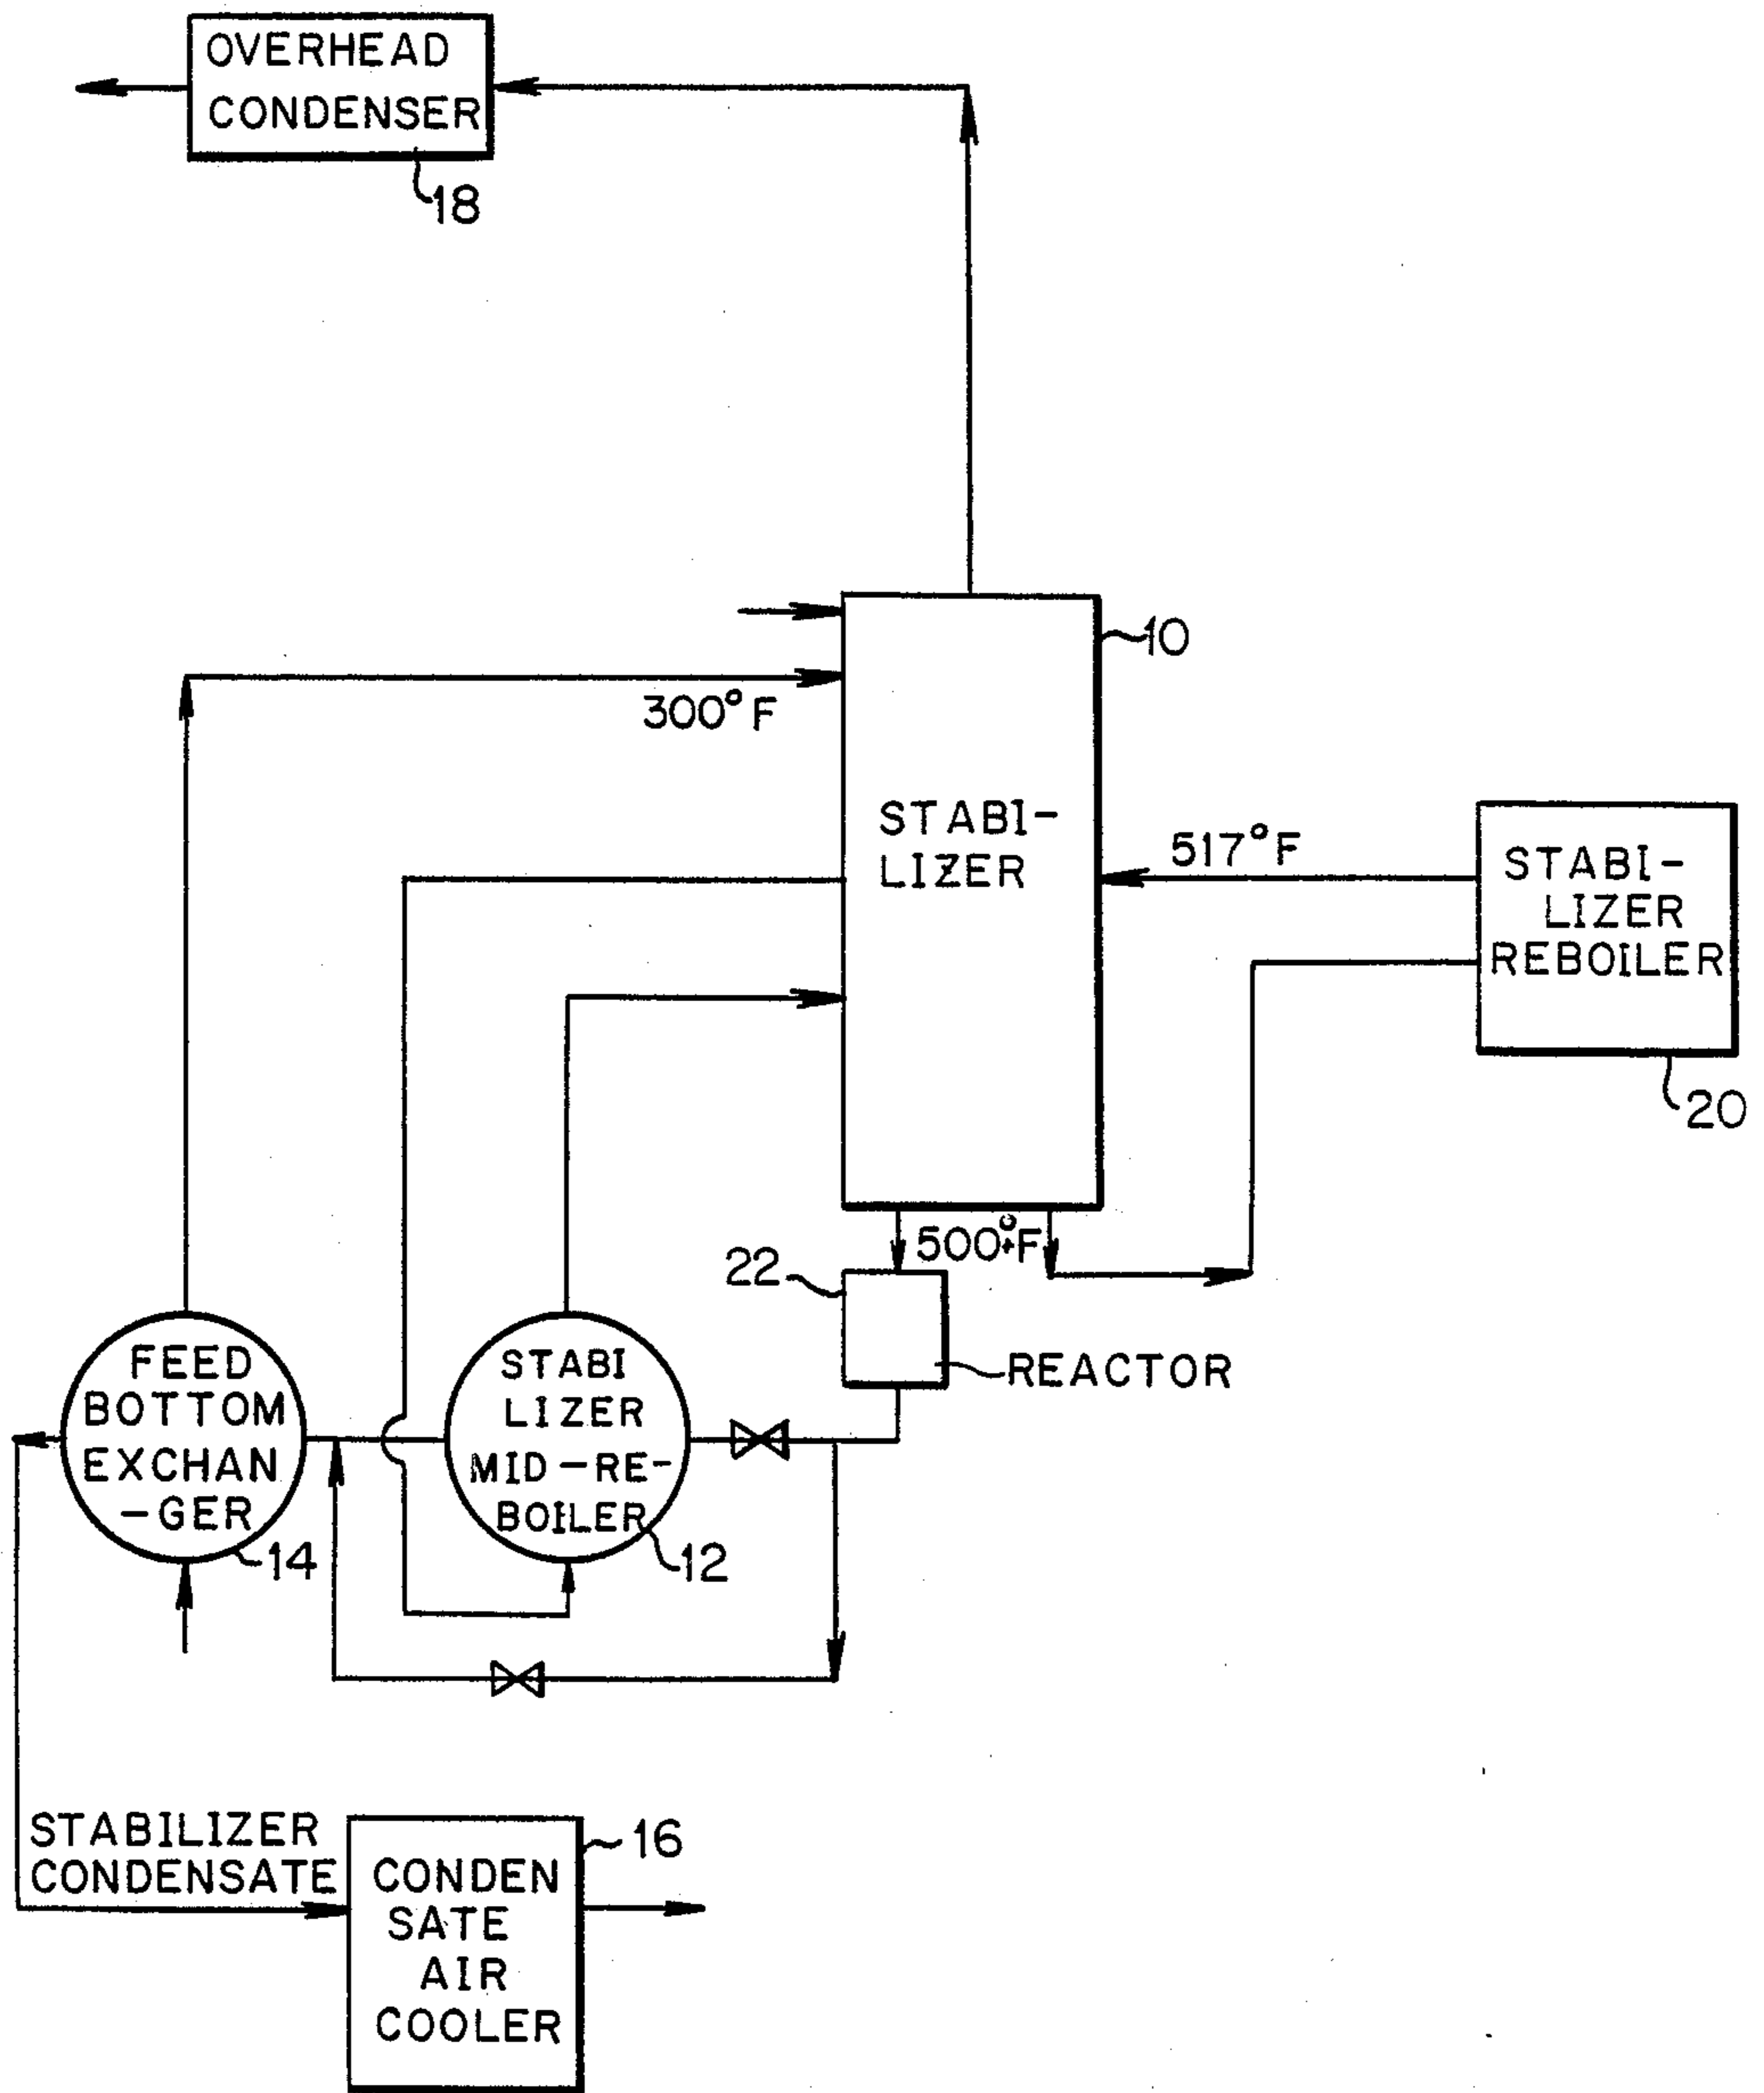 OVERHEAD
CONDENSER
18
10
300°F
STABI-
LIZER
517°F
STABI-
LIZER
REBOILER
20
500°F
22
REACTOR
FEED
BOTTOM
EXCHAN
-GER
14
STABI
LIZER
MID-RE-
BOILER
12
STABILIZER
CONDENSATE
16
CONDEN
SATE
AIR
COOLER